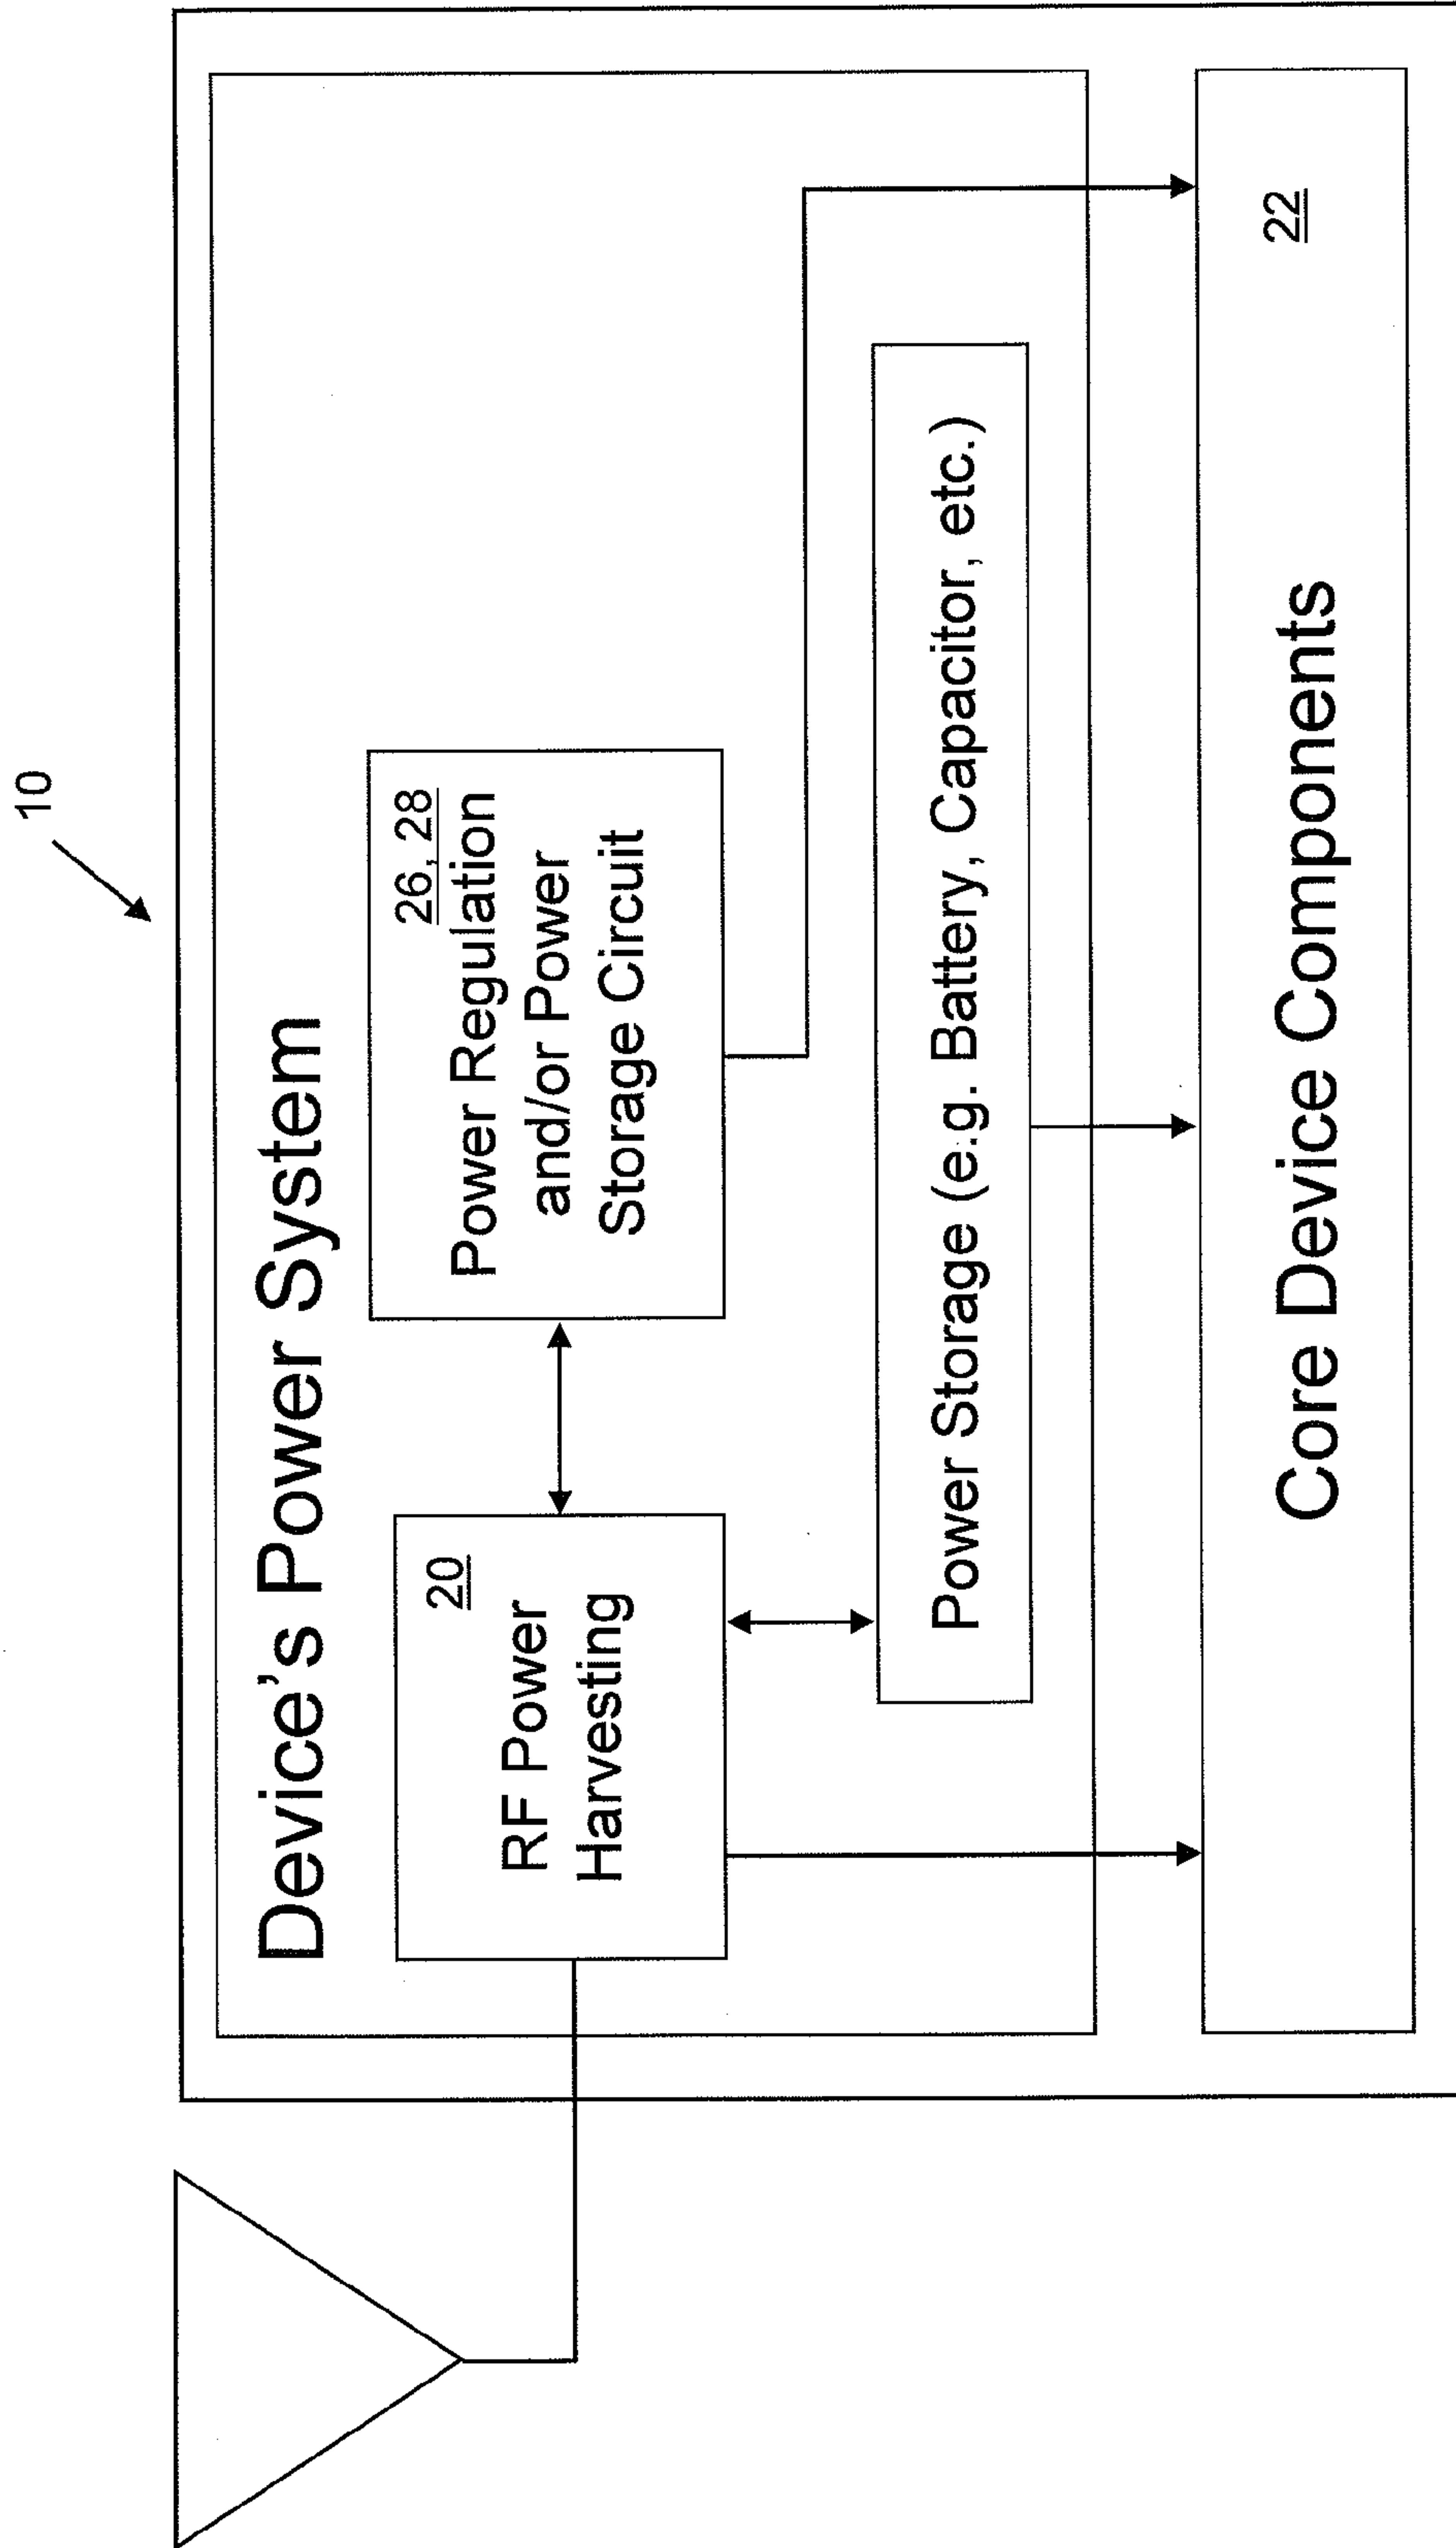 10
Device's Power System
20
RF Power
Harvesting
26, 28
Power Regulation
and/or Power
Storage Circuit
Power Storage (e.g. Battery, Capacitor, etc.)
22
Core Device Components